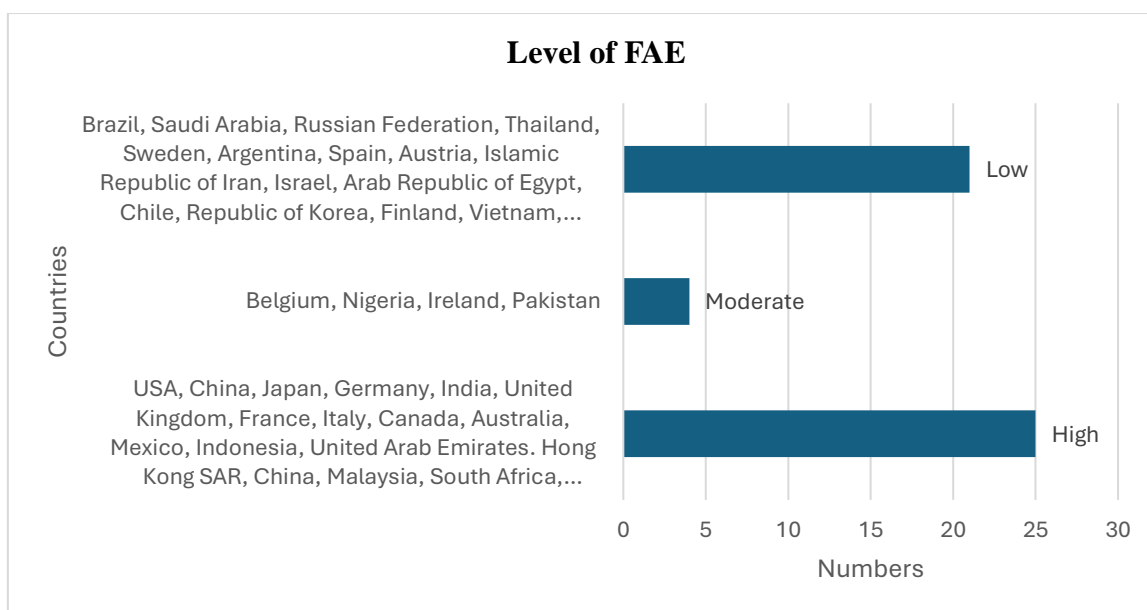 Level of FAE
Brazil, Saudi Arabia, Russian Federation, Thailand,
Sweden, Argentina, Spain, Austria, Islamic
Republic of Iran, Israel, Arab Republic of Egypt,
Chile, Republic of Korea, Finland, Vietnam,...
Low
Countries
Belgium, Nigeria, Ireland, Pakistan
Moderate
USA, China, Japan, Germany, India, United
Kingdom, France, Italy, Canada, Australia,
Mexico, Indonesia, United Arab Emirates. Hong
Kong SAR, China, Malaysia, South Africa,...
High
0 5 10 15 20 25 30
Numbers